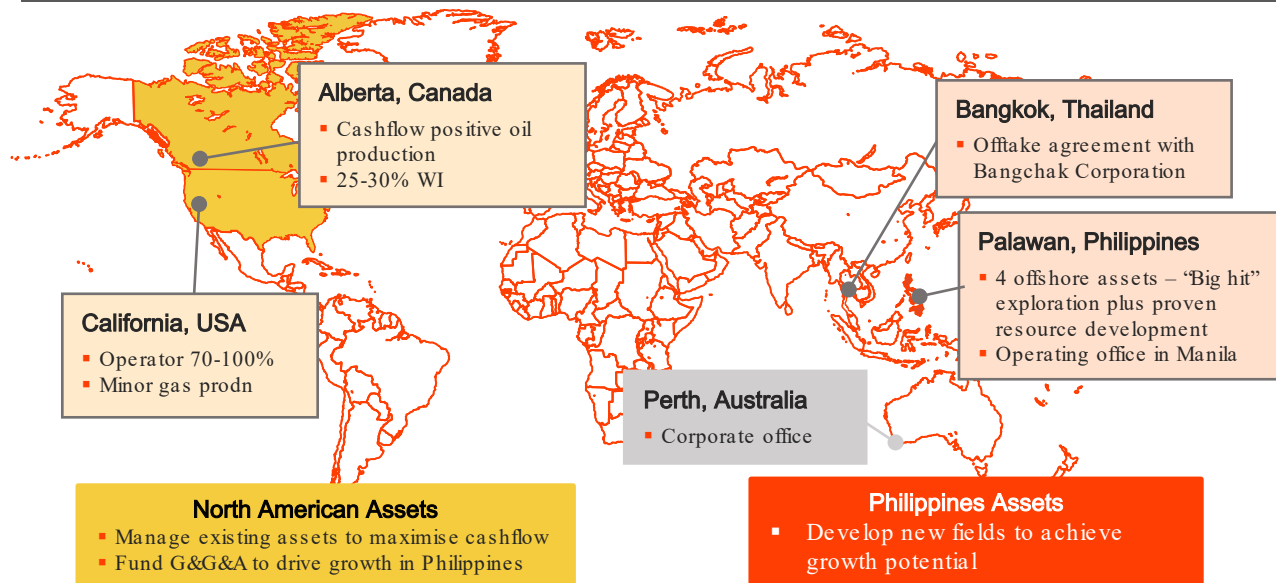 Alberta, Canada
▪ Cashflow positive oil
production
▪ 25-30% WI
Bangkok, Thailand
▪ Offtake agreement with
Bangchak Corporation
Palawan, Philippines
▪ 4 offshore assets – “Big hit”
exploration plus proven
resource development
▪ Operating office in Manila
California, USA
▪ Operator 70-100%
▪ Minor gas prodn
Perth, Australia
▪ Corporate office
North American Assets
▪ Manage existing assets to maximise cashflow
▪ Fund G&G&A to drive growth in Philippines
Philippines Assets
▪ Develop new fields to achieve
growth potential